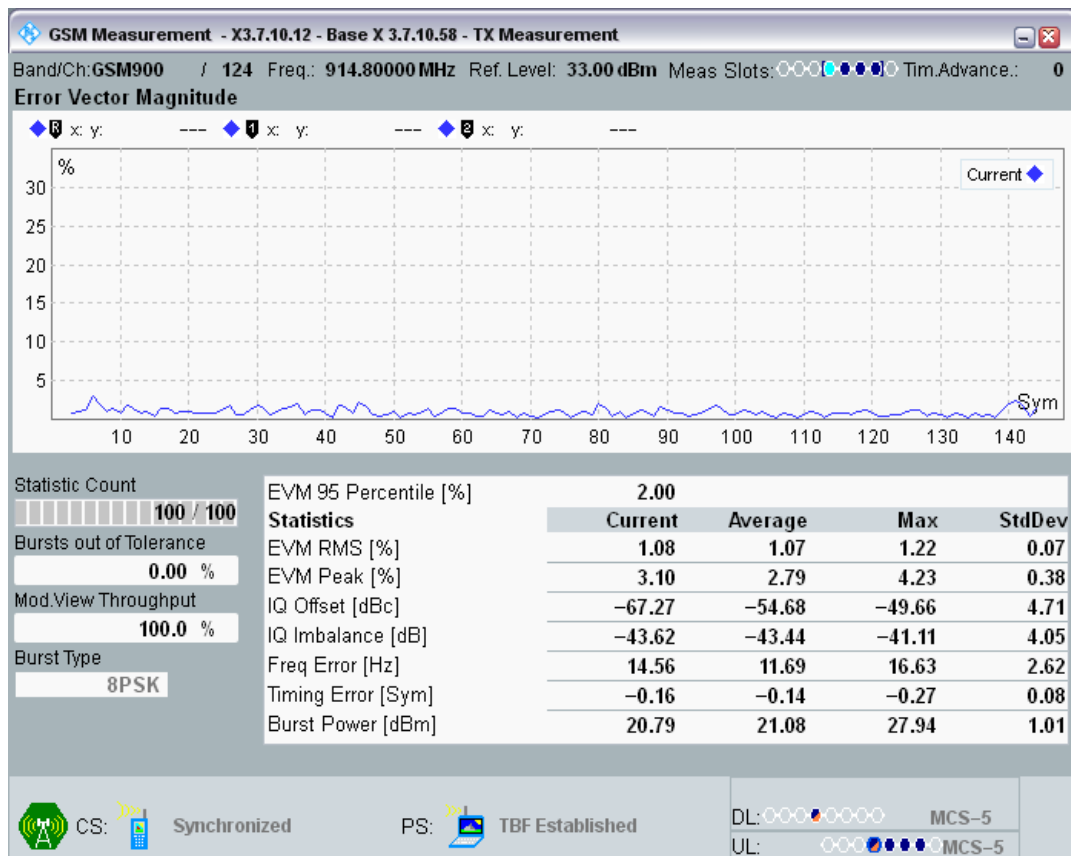 GSM Measurement - X3.7.10.12 - Base X 3.7.10.58 - TX Measurement
Band/Ch:GSM900 / 124 Freq.: 914.80000 MHz Ref. Level: 33.00 dBm Meas Slots: Tim.Advance.: 0
Error Vector Magnitude
R x: y: --- 1 x: y: --- 2 x: y: ---
%
Current
30
25
20
15
10
5
Sym
10 20 30 40 50 60 70 80 90 100 110 120 130 140
Statistic Count
100 / 100
Bursts out of Tolerance
0.00 %
Mod.View Throughput
100.0 %
Burst Type
8PSK
EVM 95 Percentile [%] 2.00
Statistics Current Average Max StdDev
EVM RMS [%] 1.08 1.07 1.22 0.07
EVM Peak [%] 3.10 2.79 4.23 0.38
IQ Offset [dBc] −67.27 −54.68 −49.66 4.71
IQ Imbalance [dB] −43.62 −43.44 −41.11 4.05
Freq Error [Hz] 14.56 11.69 16.63 2.62
Timing Error [Sym] −0.16 −0.14 −0.27 0.08
Burst Power [dBm] 20.79 21.08 27.94 1.01
CS: Synchronized PS: TBF Established
DL: MCS−5
UL: MCS−5